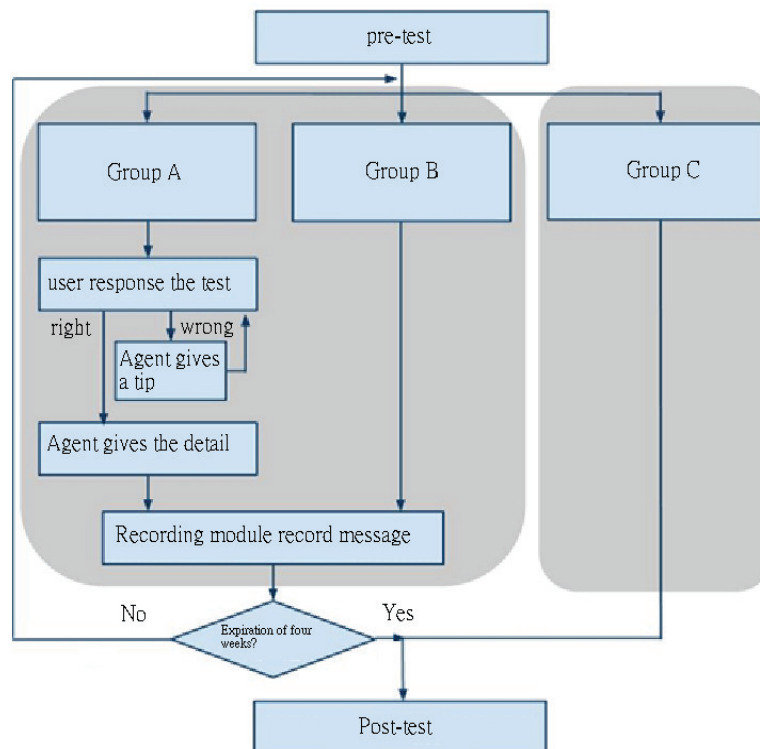 pre-test
Group A
Group B
Group C
user response the test
right
wrong
Agent gives
a tip
Agent gives the detail
Recording module record message
No
Yes
Expiration of four
weeks?
Post-test